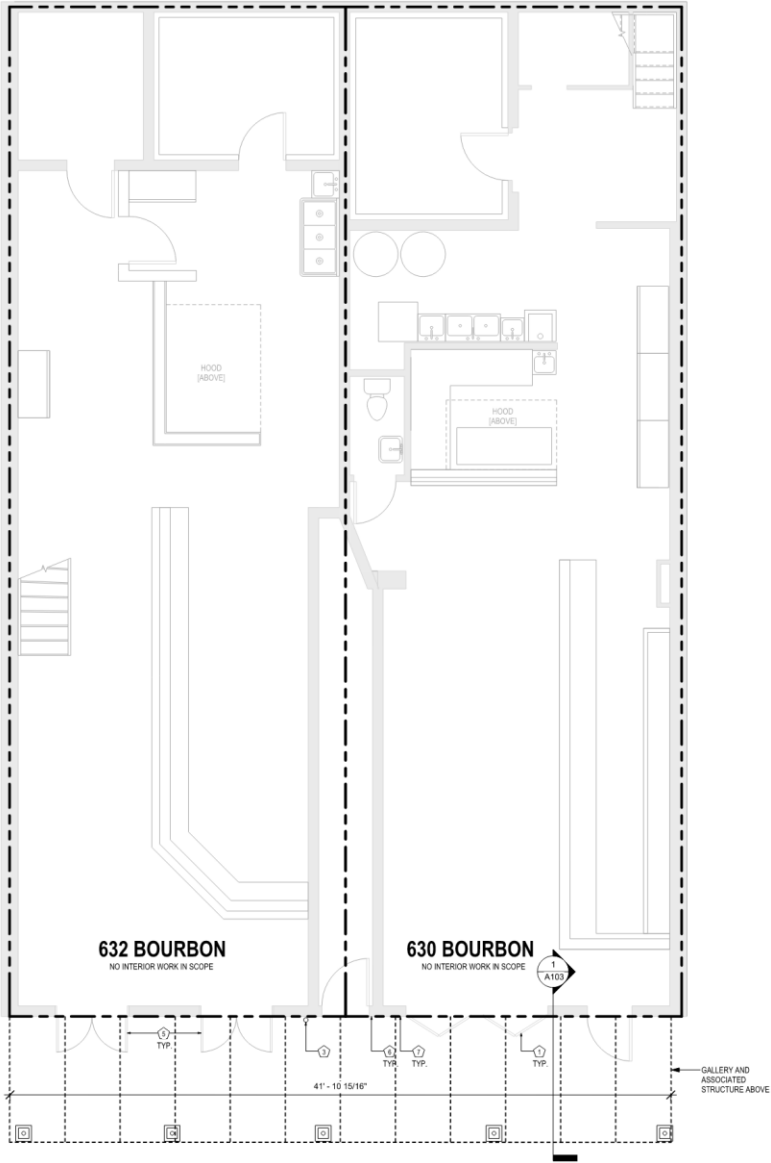 HOOD
[ABOVE]
HOOD
[ABOVE]
632 BOURBON
NO INTERIOR WORK IN SCOPE
630 BOURBON
NO INTERIOR WORK IN SCOPE
1
A103
5
TYP.
3
6
TYP.
7
TYP.
1
TYP.
GALLERY AND
ASSOCIATED
STRUCTURE ABOVE
41' - 10 15/16"